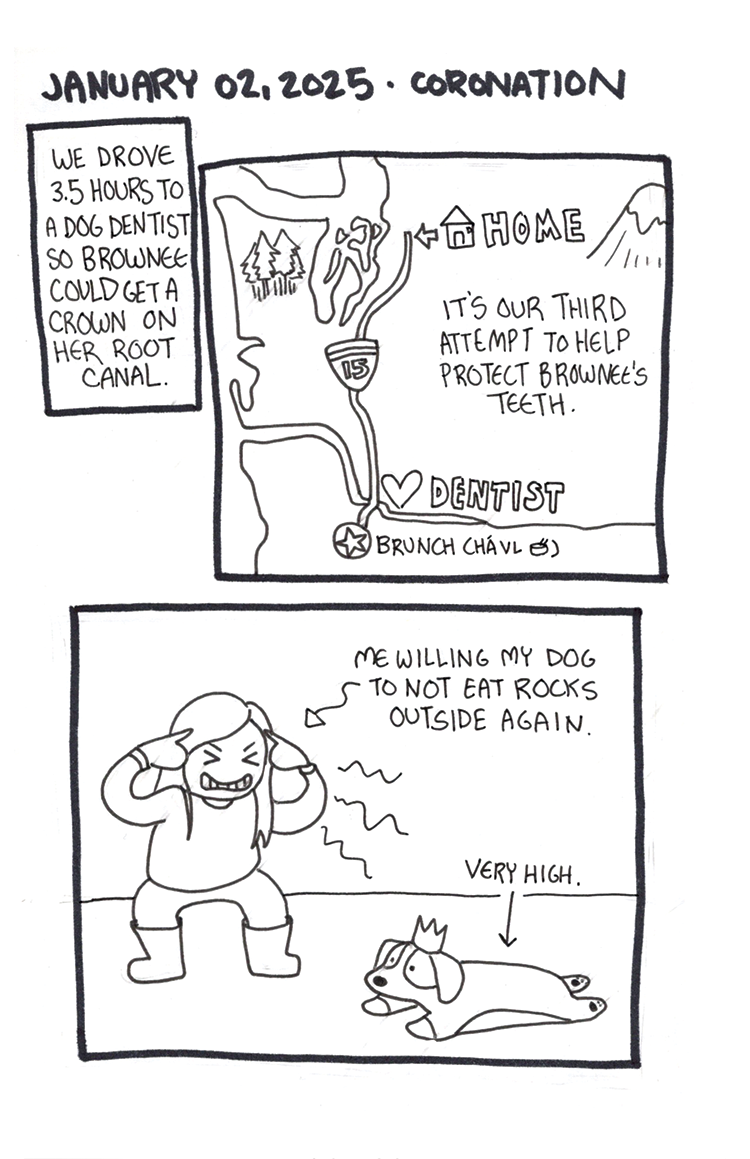 JANUARY 02, 2025 · CORONATION
WE DROVE
3.5 HOURS TO
A DOG DENTIST
SO BROWNEE
COULD GET A
CROWN ON
HER ROOT
CANAL.
HOME
IT'S OUR THIRD
ATTEMPT TO HELP
PROTECT BROWNEE'S
TEETH.
15
DENTIST
BRUNCH CHÁVL
ME WILLING MY DOG
TO NOT EAT ROCKS
OUTSIDE AGAIN.
VERY HIGH.